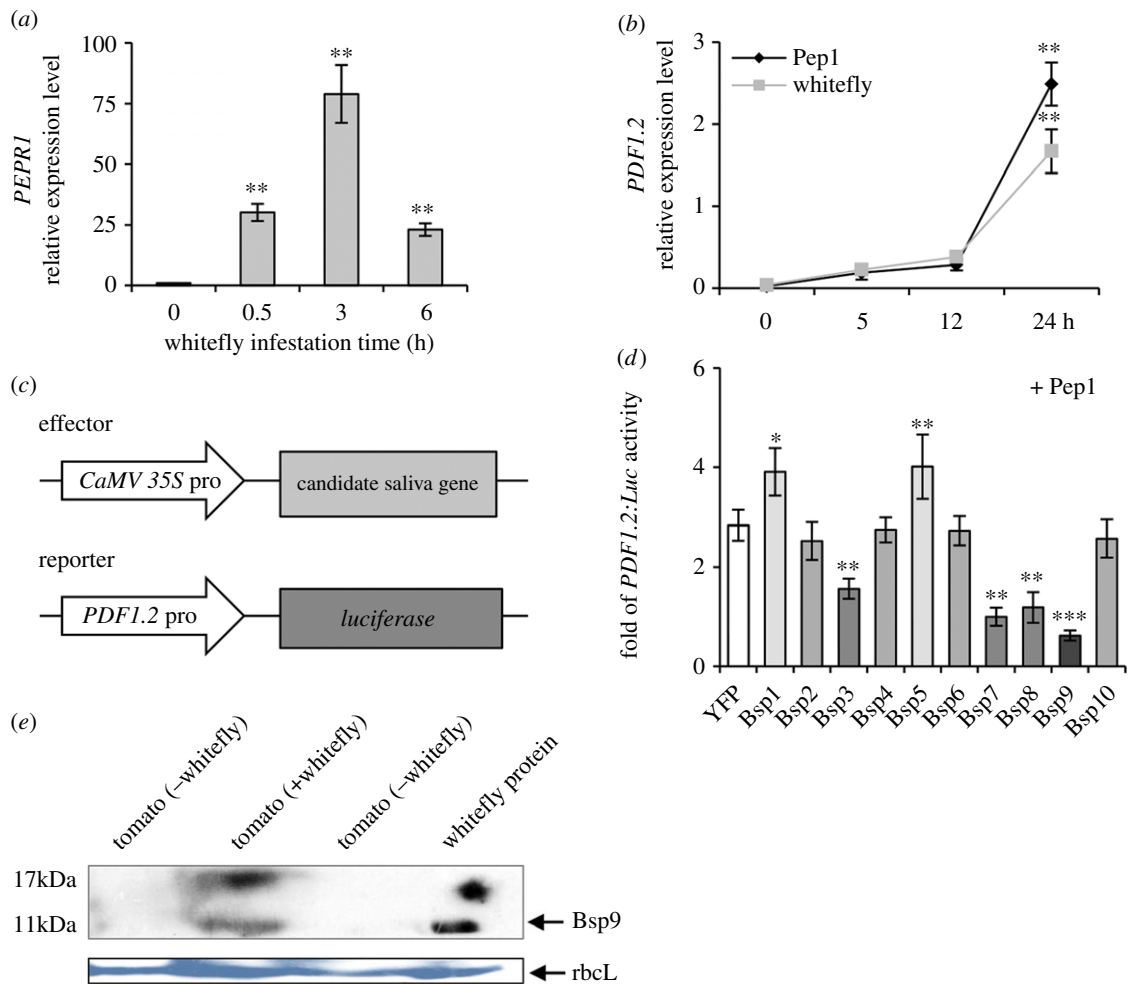 (a)
PEPR1
relative expression level
100
75
50
25
0
**
**
**
0 0.5 3 6
whitefly infestation time (h)
(b)
PDF1.2
relative expression level
3
2
1
0
Pep1
whitefly
**
**
0 5 12 24 h
(c)
effector
CaMV 35S pro
candidate saliva gene
reporter
PDF1.2 pro
luciferase
(d)
fold of PDF1.2:Luc activity
6
4
2
0
+ Pep1
*
**
**
**
**
***
YFP
Bsp1
Bsp2
Bsp3
Bsp4
Bsp5
Bsp6
Bsp7
Bsp8
Bsp9
Bsp10
(e)
tomato (–whitefly)
tomato (+whitefly)
tomato (–whitefly)
whitefly protein
17kDa
11kDa
Bsp9
rbcL